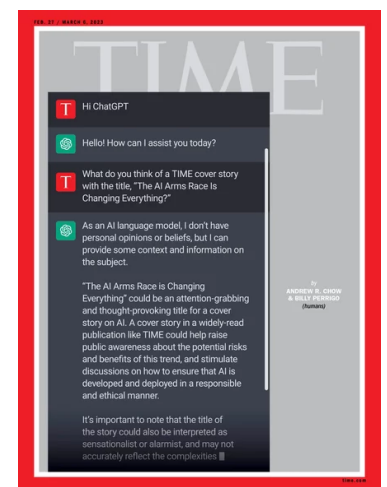 FEB. 27 / MARCH 6, 2023
TIME
T
Hi ChatGPT
Hello! How can I assist you today?
T
What do you think of a TIME cover story
with the title, “The AI Arms Race Is
Changing Everything?”
As an AI language model, I don’t have
personal opinions or beliefs, but I can
provide some context and information on
the subject.
“The AI Arms Race is Changing
Everything” could be an attention-grabbing
and thought-provoking title for a cover
story on AI. A cover story in a widely-read
publication like TIME could help raise
public awareness about the potential risks
and benefits of this trend, and stimulate
discussions on how to ensure that AI is
developed and deployed in a responsible
and ethical manner.
It’s important to note that the title of
the story could also be interpreted as
sensationalist or alarmist, and may not
accurately reflect the complexities
by
ANDREW R. CHOW
& BILLY PERRIGO
(humans)
time.com